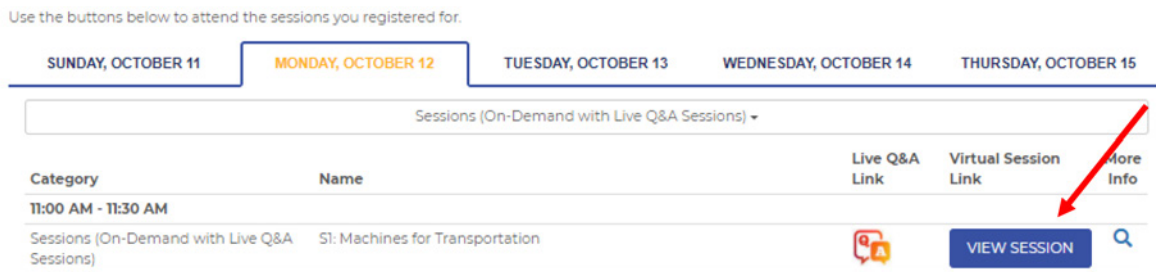 Use the buttons below to attend the sessions you registered for.
SUNDAY, OCTOBER 11 MONDAY, OCTOBER 12 TUESDAY, OCTOBER 13 WEDNESDAY, OCTOBER 14 THURSDAY, OCTOBER 15
Sessions (On-Demand with Live Q&A Sessions)
Live Q&A Virtual Session More
Category Name Link Link Info
11:00 AM - 11:30 AM
Sessions (On-Demand with Live Q&A S1: Machines for Transportation Q A VIEW SESSION
Sessions)